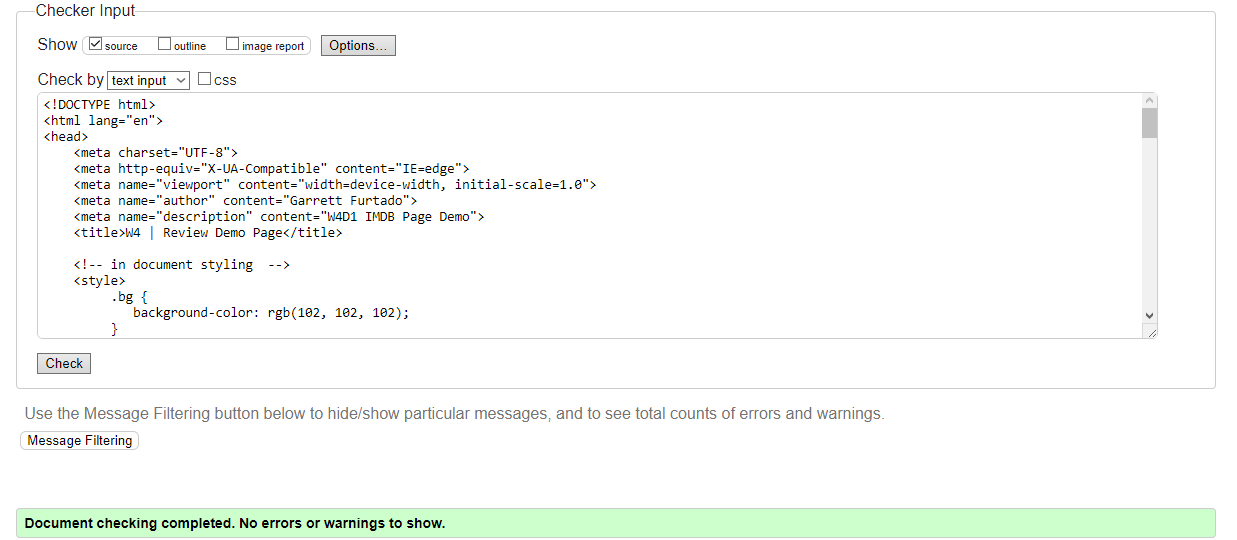 Checker Input
Show source outline image report Options...
Check by text input css
<!DOCTYPE html>
<html lang="en">
<head>
    <meta charset="UTF-8">
    <meta http-equiv="X-UA-Compatible" content="IE=edge">
    <meta name="viewport" content="width=device-width, initial-scale=1.0">
    <meta name="author" content="Garrett Furtado">
    <meta name="description" content="W4D1 IMDB Page Demo">
    <title>W4 | Review Demo Page</title>
    <!-- in document styling  -->
    <style>
         .bg {
            background-color: rgb(102, 102, 102);
         }
Check
Use the Message Filtering button below to hide/show particular messages, and to see total counts of errors and warnings.
Message Filtering
Document checking completed. No errors or warnings to show.